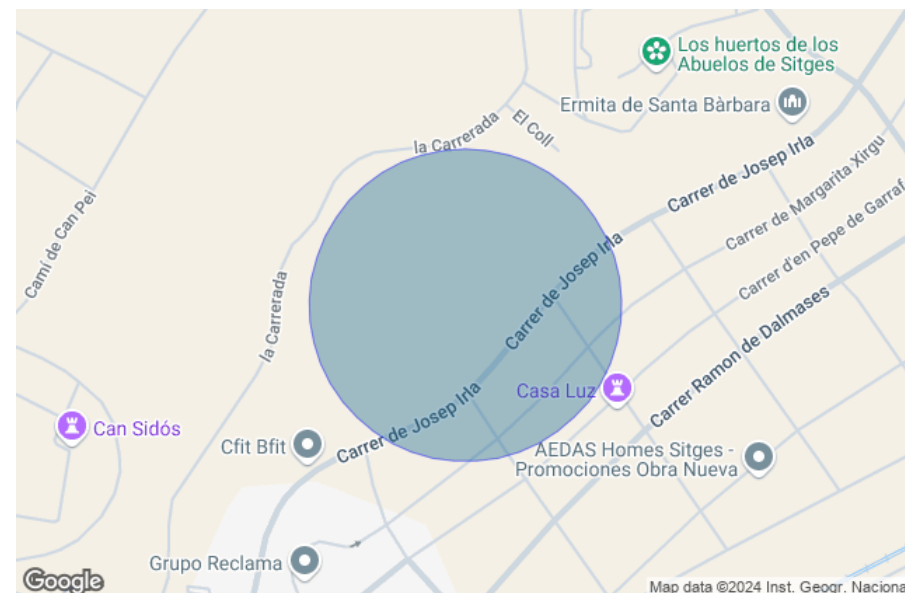 Los huertos de los
Abuelos de Sitges
Ermita de Santa Bàrbara
la Carrerada
El Coll
Carrer de Josep Irla
Carrer de Margarita Xirgu
Camí de Can Pei
Carrer d'en Pepe de Garraf
Carrer de Josep Irla
la Carrerada
Carrer Ramon de Dalmases
Casa Luz
Carrer de Josep Irla
Can Sidós
Cfit Bfit
AEDAS Homes Sitges -
Promociones Obra Nueva
Grupo Reclama
Google
Map data ©2024 Inst. Geogr. Naciona